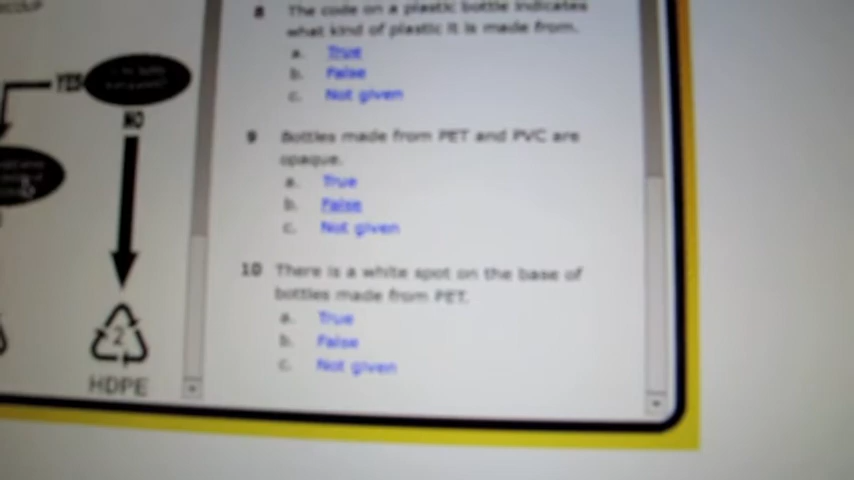 YES
NO
2
HDPE
8 The code on a plastic bottle indicates
what kind of plastic it is made from.
a. True
b. False
c. Not given
9 Bottles made from PET and PVC are
opaque.
a. True
b. False
c. Not given
10 There is a white spot on the base of
bottles made from PET.
a. True
b. False
c. Not given